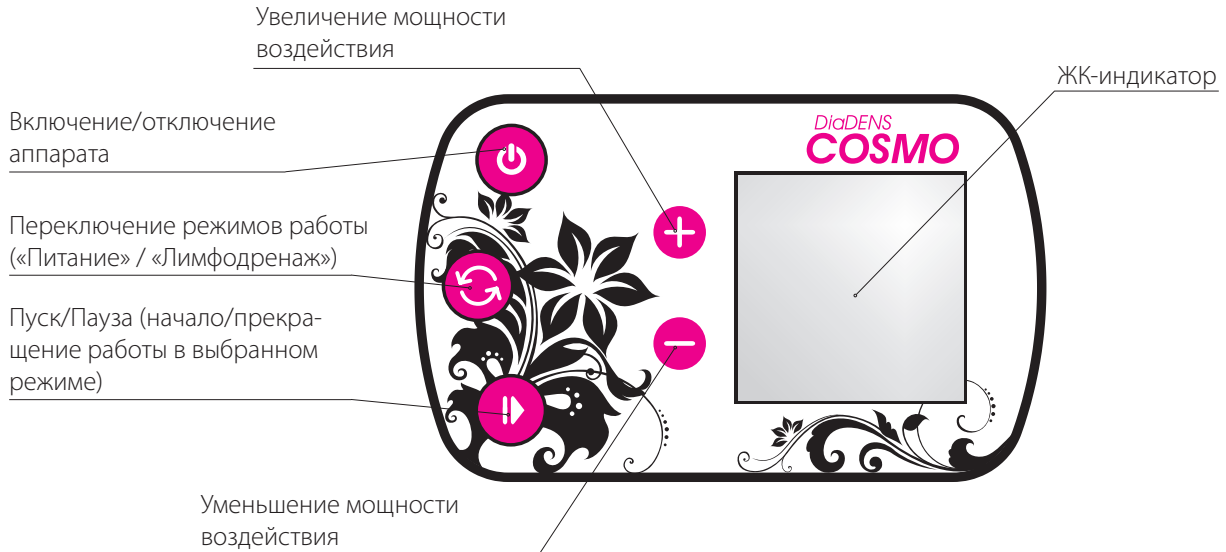 Увеличение мощности
воздействия
ЖК-индикатор
Включение/отключение
аппарата
DiaDENS
COSMO
Переключение режимов работы
(«Питание» / «Лимфодренаж»)
Пуск/Пауза (начало/прекра-
щение работы в выбранном
режиме)
Уменьшение мощности
воздействия